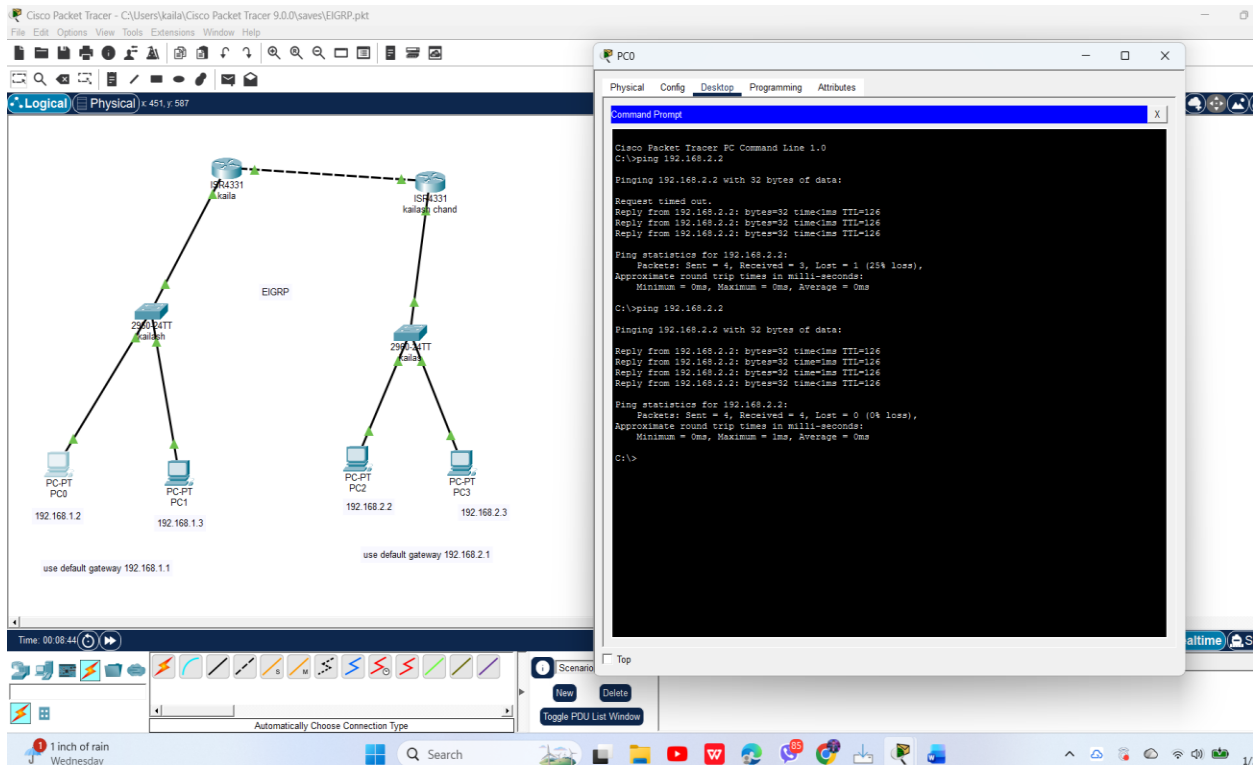 Cisco Packet Tracer - C:\Users\kaila\Cisco Packet Tracer 9.0.0\saves\EIGRP.pkt
File Edit Options View Tools Extensions Window Help
Logical Physical x: 451, y: 587
ISR4331
kaila
ISR4331
kailash chand
EIGRP
2960-24TT
kailash
2960-24TT
kailas
PC-PT
PC0
PC-PT
PC1
PC-PT
PC2
PC-PT
PC3
192.168.1.2
192.168.1.3
192.168.2.2
192.168.2.3
use default gateway 192.168.1.1
use default gateway 192.168.2.1
PC0
Physical Config Desktop Programming Attributes
Command Prompt
X
Cisco Packet Tracer PC Command Line 1.0
C:\>ping 192.168.2.2
Pinging 192.168.2.2 with 32 bytes of data:
Request timed out.
Reply from 192.168.2.2: bytes=32 time<1ms TTL=126
Reply from 192.168.2.2: bytes=32 time<1ms TTL=126
Reply from 192.168.2.2: bytes=32 time<1ms TTL=126
Ping statistics for 192.168.2.2:
Packets: Sent = 4, Received = 3, Lost = 1 (25% loss),
Approximate round trip times in milli-seconds:
Minimum = 0ms, Maximum = 0ms, Average = 0ms
C:\>ping 192.168.2.2
Pinging 192.168.2.2 with 32 bytes of data:
Reply from 192.168.2.2: bytes=32 time<1ms TTL=126
Reply from 192.168.2.2: bytes=32 time=1ms TTL=126
Reply from 192.168.2.2: bytes=32 time=1ms TTL=126
Reply from 192.168.2.2: bytes=32 time<1ms TTL=126
Ping statistics for 192.168.2.2:
Packets: Sent = 4, Received = 4, Lost = 0 (0% loss),
Approximate round trip times in milli-seconds:
Minimum = 0ms, Maximum = 1ms, Average = 0ms
C:\>
Top
Time: 00:08:44
altime S
Scenario
New Delete
Toggle PDU List Window
Automatically Choose Connection Type
1 1 inch of rain
Wednesday
Search
85
1/